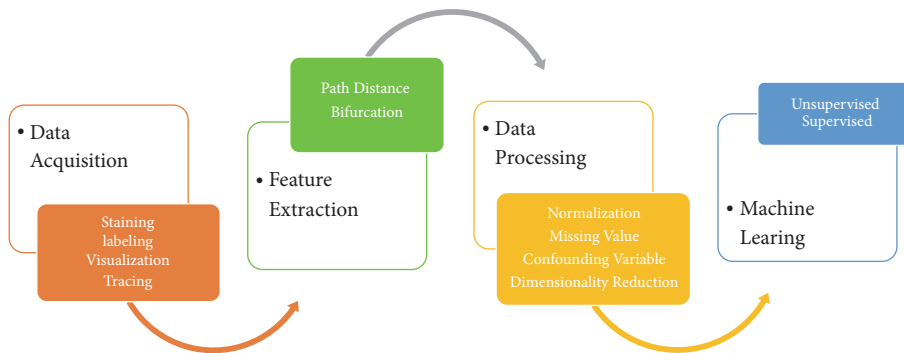 • Data
Acquisition
Staining
labeling
Visualization
Tracing
Path Distance
Bifurcation
• Feature
Extraction
• Data
Processing
Normalization
Missing Value
Confounding Variable
Dimensionality Reduction
Unsupervised
Supervised
• Machine
Learing